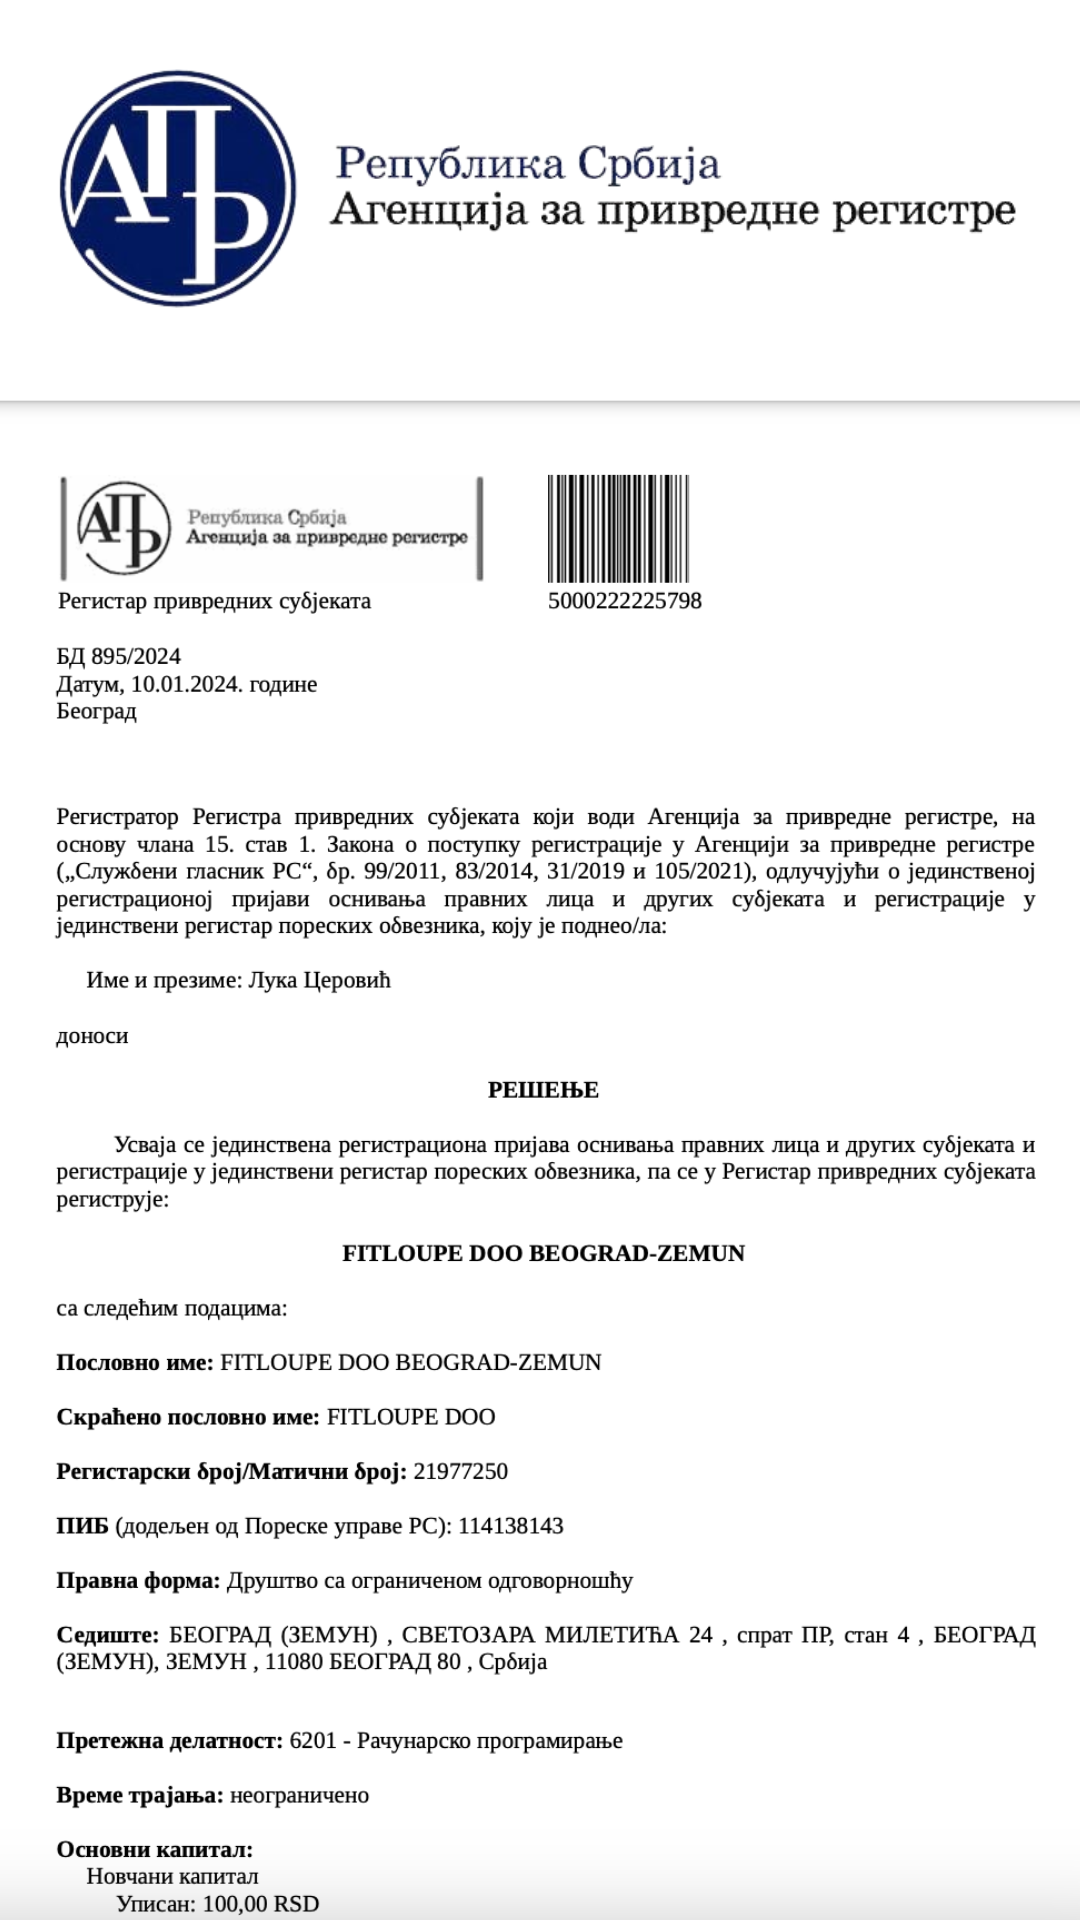 АПР
Република Србија
Агенција за привредне регистре
АПР
Република Србија
Агенција за привредне регистре
Регистар привредних субјеката
5000222225798
БД 895/2024
Датум, 10.01.2024. године
Београд
Регистратор Регистра привредних субјеката који води Агенција за привредне регистре, на
основу члана 15. став 1. Закона о поступку регистрације у Агенцији за привредне регистре
(„Службени гласник РС“, бр. 99/2011, 83/2014, 31/2019 и 105/2021), одлучујући о јединственој
регистрационој пријави оснивања правних лица и других субјеката и регистрације у
јединствени регистар пореских обвезника, коју је поднео/ла:
Име и презиме: Лука Церовић
доноси
РЕШЕЊЕ
Усваја се јединствена регистрациона пријава оснивања правних лица и других субјеката и
регистрације у јединствени регистар пореских обвезника, па се у Регистар привредних субјеката
региструје:
FITLOUPE DOO BEOGRAD-ZEMUN
са следећим подацима:
Пословно име: FITLOUPE DOO BEOGRAD-ZEMUN
Скраћено пословно име: FITLOUPE DOO
Регистарски број/Матични број: 21977250
ПИБ (додељен од Пореске управе РС): 114138143
Правна форма: Друштво са ограниченом одговорношћу
Седиште: БЕОГРАД (ЗЕМУН) , СВЕТОЗАРА МИЛЕТИЋА 24 , спрат ПР, стан 4 , БЕОГРАД
(ЗЕМУН), ЗЕМУН , 11080 БЕОГРАД 80 , Србија
Претежна делатност: 6201 - Рачунарско програмирање
Време трајања: неограничено
Основни капитал:
Новчани капитал
Уписан: 100,00 RSD